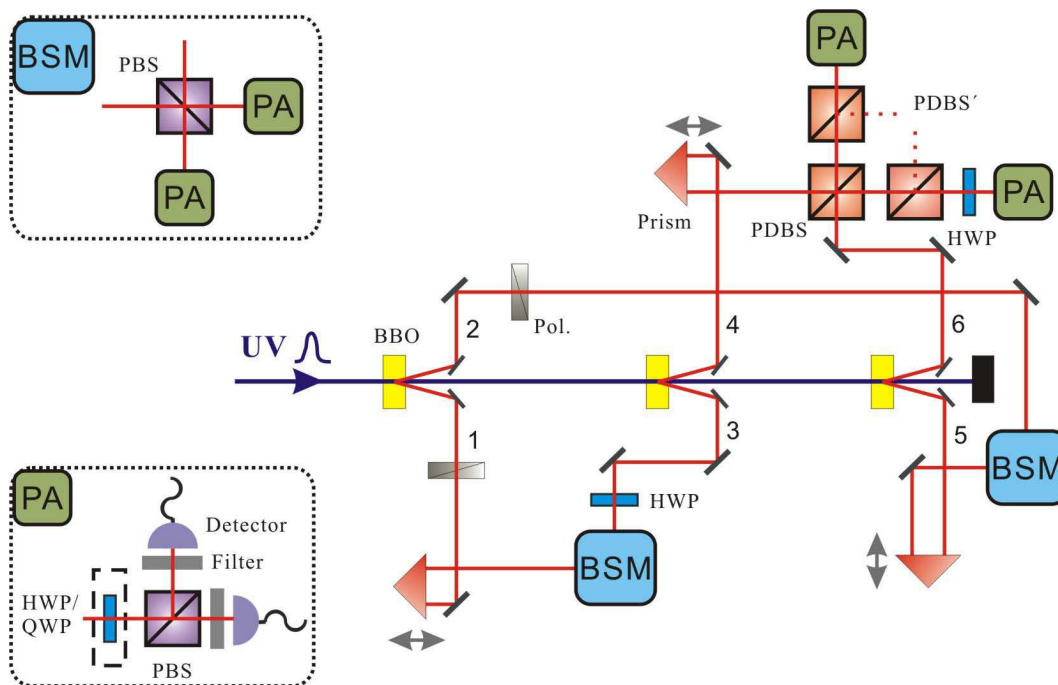 BSM
PBS
PA
PA
PA
PDBS´
PA
Prism
PDBS
HWP
2
Pol.
4
6
BBO
UV
1
3
5
HWP
BSM
BSM
PA
Detector
Filter
HWP/
QWP
PBS